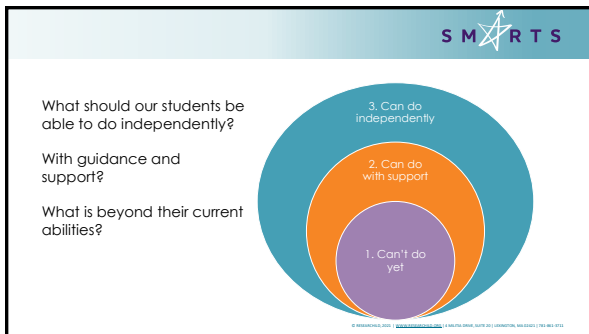 SMARTS
What should our students be
able to do independently?
With guidance and
support?
What is beyond their current
abilities?
3. Can do
independently
2. Can do
with support
1. Can't do
yet